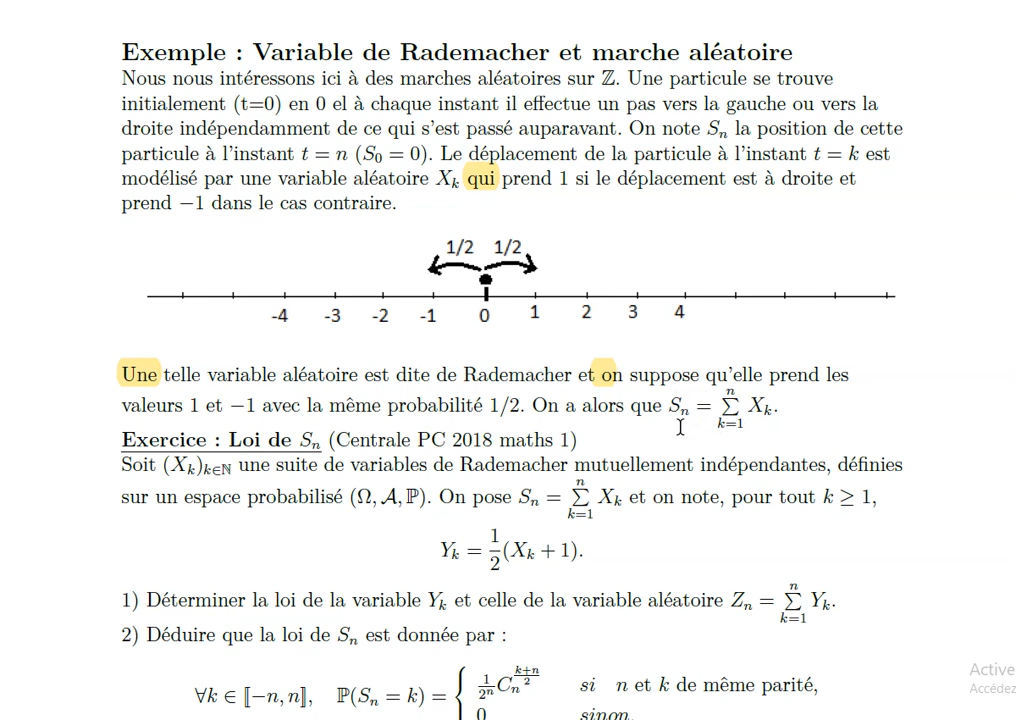 Exemple : Variable de Rademacher et marche aléatoire
Nous nous intéressons ici à des marches aléatoires sur ℤ. Une particule se trouve
initialement (t=0) en 0 el à chaque instant il effectue un pas vers la gauche ou vers la
droite indépendamment de ce qui s'est passé auparavant. On note Sₙ la position de cette
particule à l'instant t = n (S₀ = 0). Le déplacement de la particule à l'instant t = k est
modélisé par une variable aléatoire Xₖ qui prend 1 si le déplacement est à droite et
prend −1 dans le cas contraire.
1/2 1/2
-4 -3 -2 -1 0 1 2 3 4
Une telle variable aléatoire est dite de Rademacher et on suppose qu'elle prend les
valeurs 1 et −1 avec la même probabilité 1/2. On a alors que Sₙ = ∑_{k=1}^{n} Xₖ.
Exercice : Loi de Sₙ (Centrale PC 2018 maths 1)
Soit (Xₖ)_{k∈ℕ} une suite de variables de Rademacher mutuellement indépendantes, définies
sur un espace probabilisé (Ω, 𝒜, ℙ). On pose Sₙ = ∑_{k=1}^{n} Xₖ et on note, pour tout k ≥ 1,
Yₖ = 1/2 (Xₖ + 1).
1) Déterminer la loi de la variable Yₖ et celle de la variable aléatoire Zₙ = ∑_{k=1}^{n} Yₖ.
2) Déduire que la loi de Sₙ est donnée par :
∀k ∈ ⟦−n, n⟧, ℙ(Sₙ = k) = { 1/2ⁿ Cₙ^{(k+n)/2} si n et k de même parité,
0 sinon.
Active
Accédez